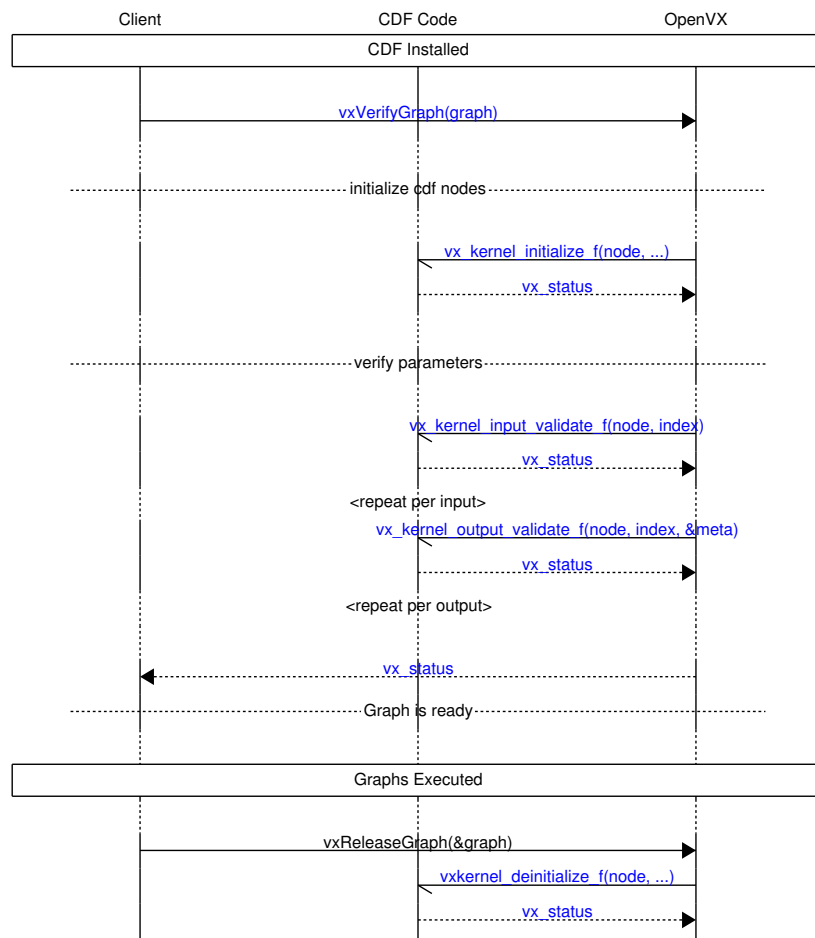 Client CDF Code OpenVX
CDF Installed
vxVerifyGraph(graph)
initialize cdf nodes
vx_kernel_initialize_f(node, ...)
vx_status
verify parameters
vx_kernel_input_validate_f(node, index)
vx_status
<repeat per input>
vx_kernel_output_validate_f(node, index, &meta)
vx_status
<repeat per output>
vx_status
Graph is ready
Graphs Executed
vxReleaseGraph(&graph)
vxkernel_deinitialize_f(node, ...)
vx_status